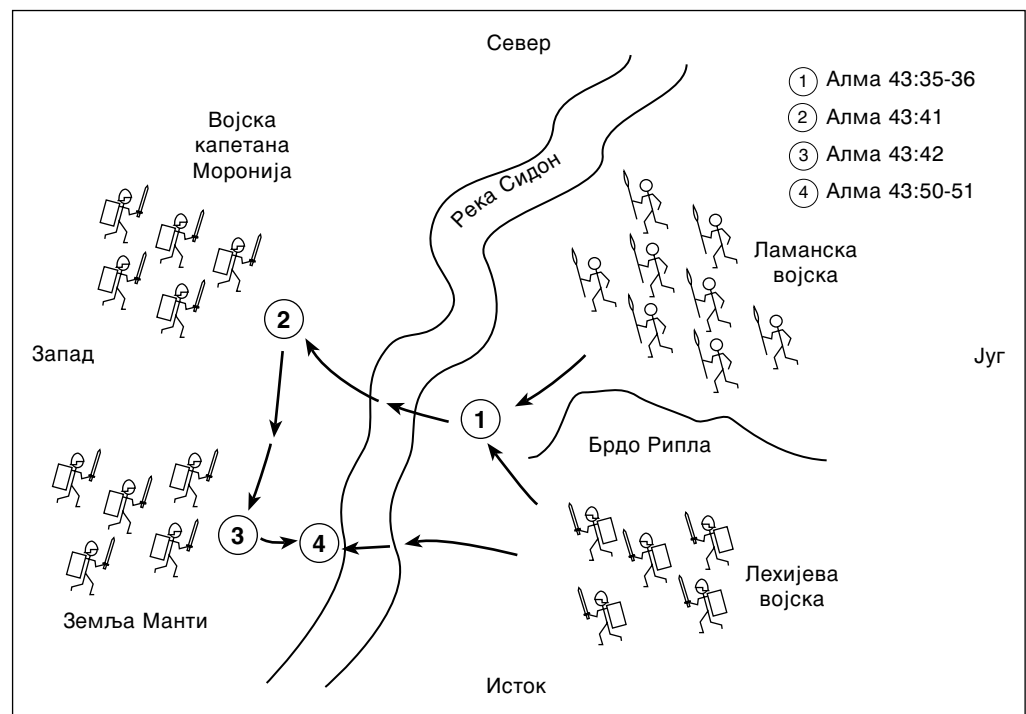 Север
1 Алма 43:35-36
2 Алма 43:41
3 Алма 43:42
4 Алма 43:50-51
Војска
капетана
Моронија
Река Сидон
Ламанска
војска
2
Запад
Југ
1
Брдо Рипла
3
4
Лехијева
војска
Земља Манти
Исток